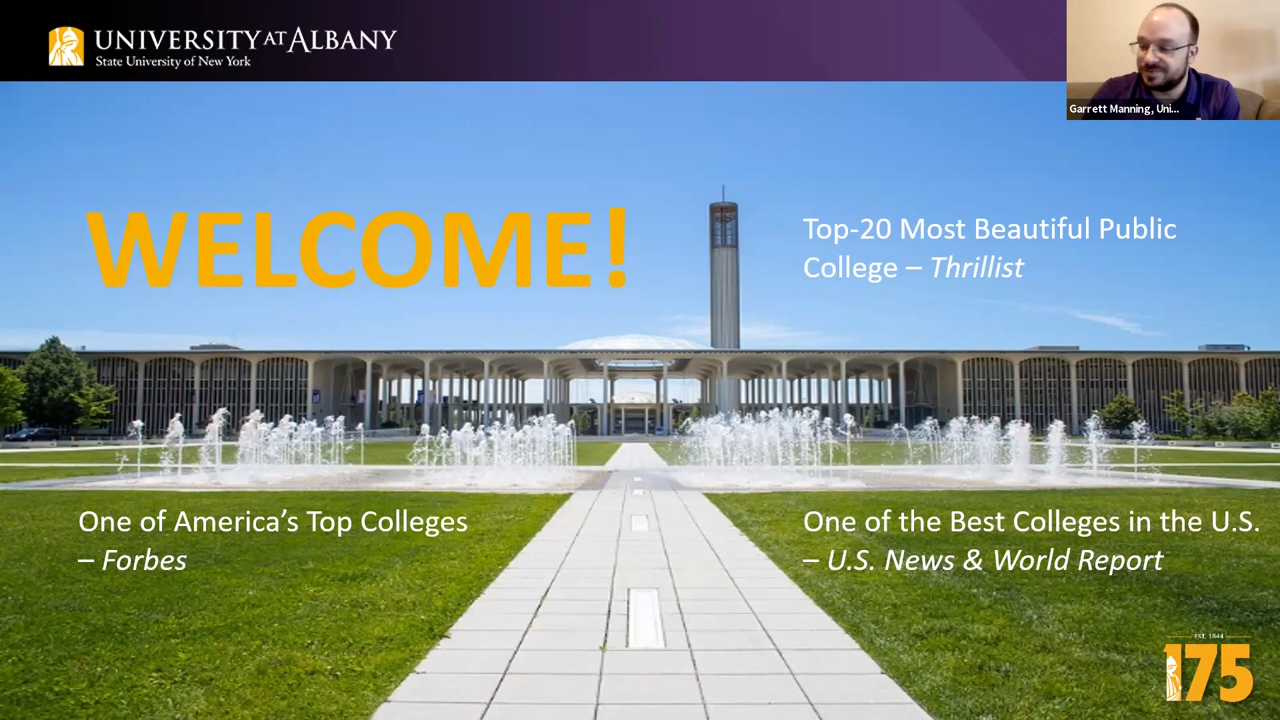 UNIVERSITY AT ALBANY
State University of New York
Garrett Manning, Uni...
WELCOME!
Top-20 Most Beautiful Public
College – Thrillist
One of America’s Top Colleges
– Forbes
One of the Best Colleges in the U.S.
– U.S. News & World Report
EST. 1844
175